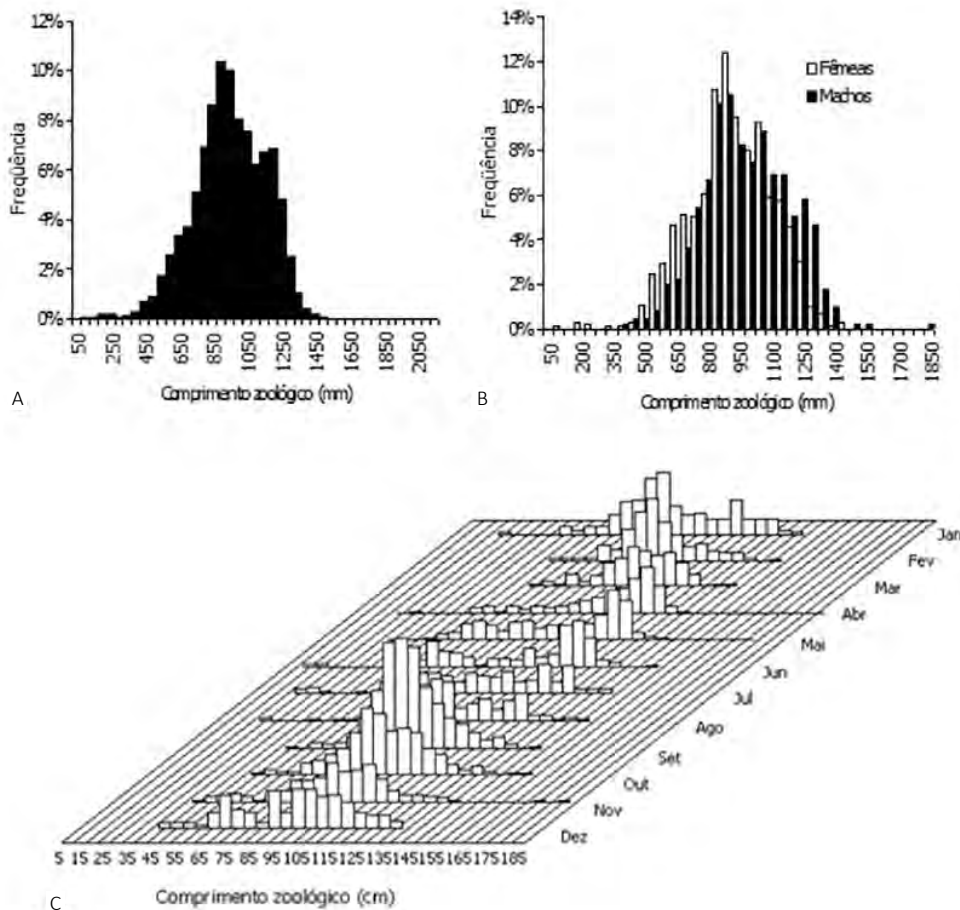 12%
10%
8%
6%
4%
2%
0%
Freqüência
50 250 450 650 850 1050 1250 1450 1650 1850 2050
Comprimento zoológico (mm)
A
14%
12%
10%
8%
6%
4%
2%
0%
Freqüência
Fêmeas
Machos
50 200 350 500 650 800 950 1100 1250 1400 1550 1700 1850
Comprimento zoológico (mm)
B
Jan
Fev
Mar
Abr
Mai
Jun
Jul
Ago
Set
Out
Nov
Dez
5 15 25 35 45 55 65 75 85 95 105 115 125 135 145 155 165 175 185
Comprimento zoológico (cm)
C